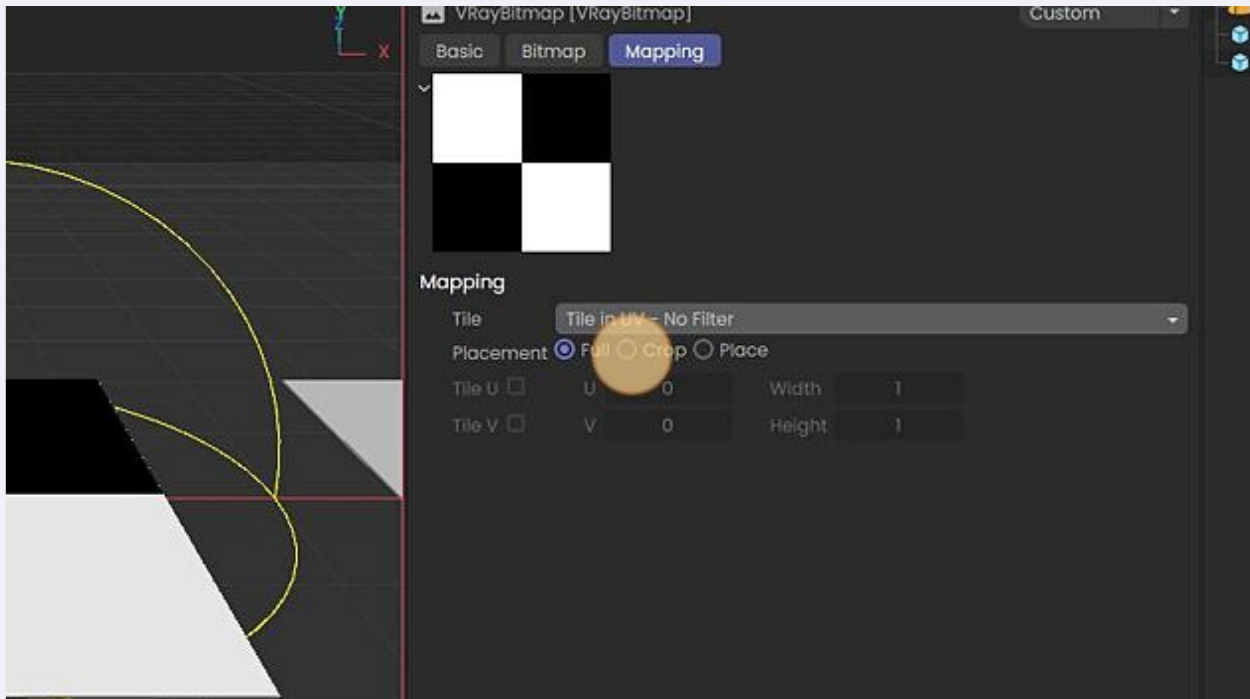 Y
Z
X
VRayBitmap [VRayBitmap]
Custom
Basic Bitmap Mapping
Mapping
Tile Tile in UV - No Filter
Placement Full Crop Place
Tile U U 0 Width 1
Tile V V 0 Height 1